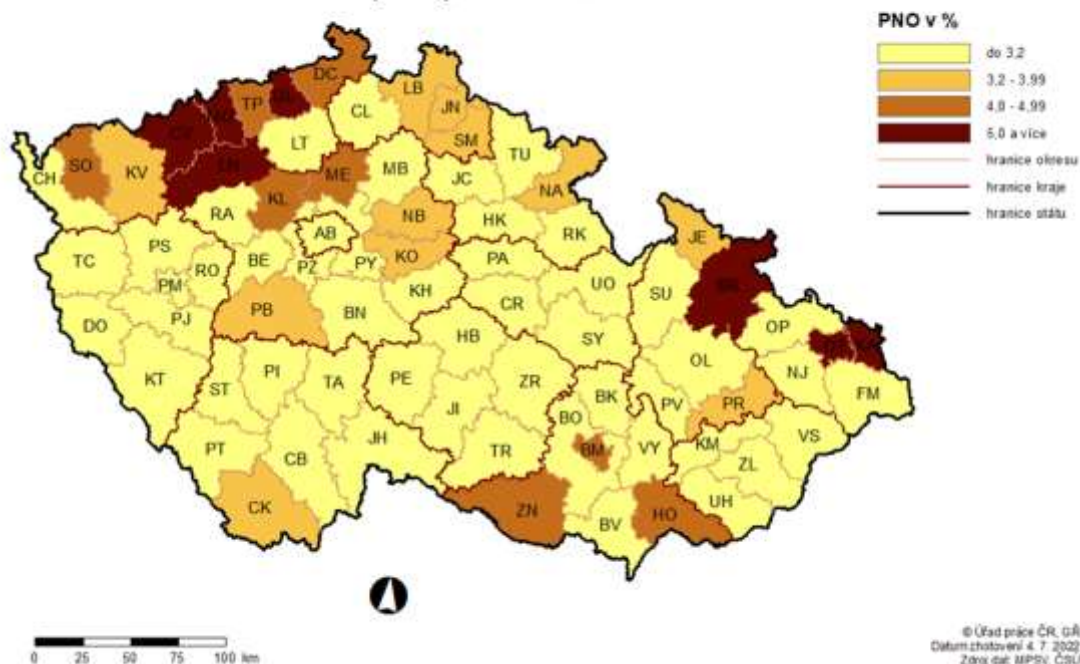 PNO v %
do 3,2
3,2 - 3,99
4,0 - 4,99
5,0 a více
hranice okresu
hranice kraje
hranice státu
DC
LB
JN
TP
CL
SM
LT
TU
SO
KV
ME
MB
JC
NA
CH
KL
RA
NB
HK
AB
RK
JE
PS
BE
KO
TC
RO
PZ
PY
PA
PM
KH
UO
SU
PB
CR
PJ
BN
DO
HB
SY
OP
OL
KT
PI
TA
PE
ZR
NJ
ST
FM
BK
JI
BO
PV
PR
JH
VS
PT
TR
BM
VY
KM
CB
ZL
CK
ZN
HO
UH
BV
0 25 50 75 100 km
© Úřad práce ČR, GŘ
Datum zhotovení 4. 7. 2022
Zdroj dat: MPSV, ČSÚ